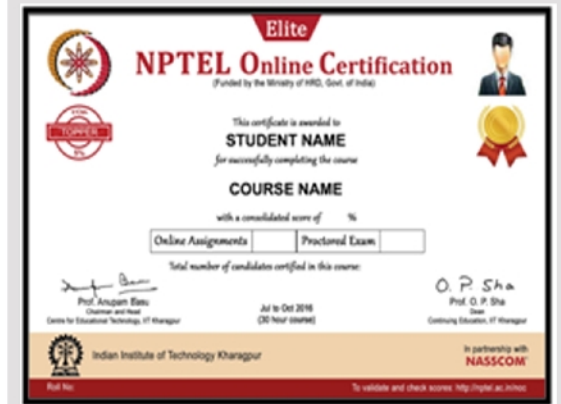 Elite
NPTEL Online Certification
(Funded by the Ministry of HRD, Govt. of India)
This certificate is awarded to
STUDENT NAME
for successfully completing the course
COURSE NAME
with a consolidated score of %
Online Assignments Proctored Exam
Total number of candidates certified in this course:
TOPPER
O. P. Sha
Prof. Anupam Basu
Chairman and Head
Centre for Educational Technology, IIT Kharagpur
Jul to Oct 2016
(30 hour course)
Prof. O. P. Sha
Dean
Continuing Education, IIT Kharagpur
Indian Institute of Technology Kharagpur
In partnership with
NASSCOM
Roll No:
To validate and check scores: http://nptel.ac.in/noc